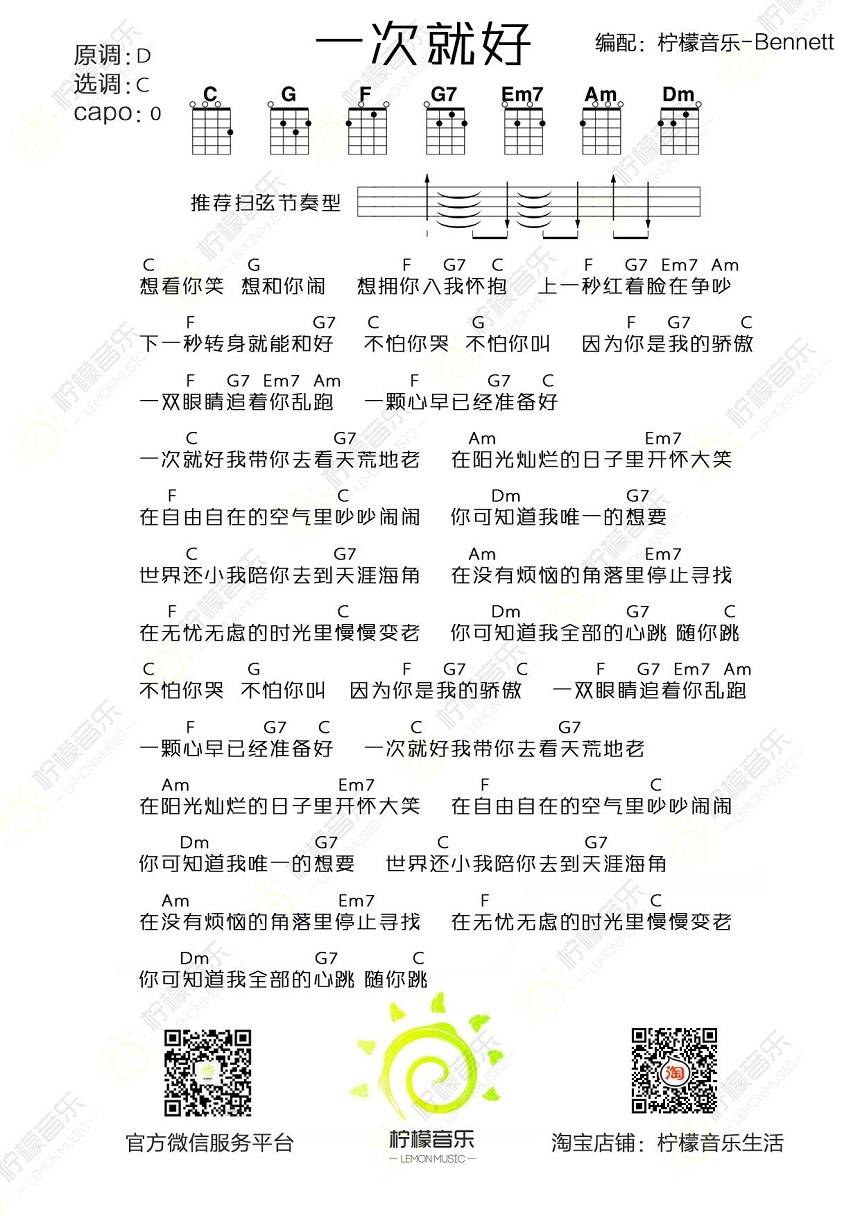 一次就好
编配：柠檬音乐-Bennett
原调：D
选调：C
capo：0
C G F G7 Em7 Am Dm
推荐扫弦节奏型
C G F G7 C F G7 Em7 Am
想看你笑 想和你闹 想拥你入我怀抱 上一秒红着脸在争吵
F G7 C G F G7 C
下一秒转身就能和好 不怕你哭 不怕你叫 因为你是我的骄傲
F G7 Em7 Am F G7 C
一双眼睛追着你乱跑 一颗心早已经准备好
C G7 Am Em7
一次就好我带你去看天荒地老 在阳光灿烂的日子里开怀大笑
F C Dm G7
在自由自在的空气里吵吵闹闹 你可知道我唯一的想要
C G7 Am Em7
世界还小我陪你去到天涯海角 在没有烦恼的角落里停止寻找
F C Dm G7 C
在无忧无虑的时光里慢慢变老 你可知道我全部的心跳 随你跳
C G F G7 C F G7 Em7 Am
不怕你哭 不怕你叫 因为你是我的骄傲 一双眼睛追着你乱跑
F G7 C C G7
一颗心早已经准备好 一次就好我带你去看天荒地老
Am Em7 F C
在阳光灿烂的日子里开怀大笑 在自由自在的空气里吵吵闹闹
Dm G7 C G7
你可知道我唯一的想要 世界还小我陪你去到天涯海角
Am Em7 F C
在没有烦恼的角落里停止寻找 在无忧无虑的时光里慢慢变老
Dm G7 C
你可知道我全部的心跳 随你跳
淘
官方微信服务平台
柠檬音乐
— LEMON MUSIC —
淘宝店铺：柠檬音乐生活